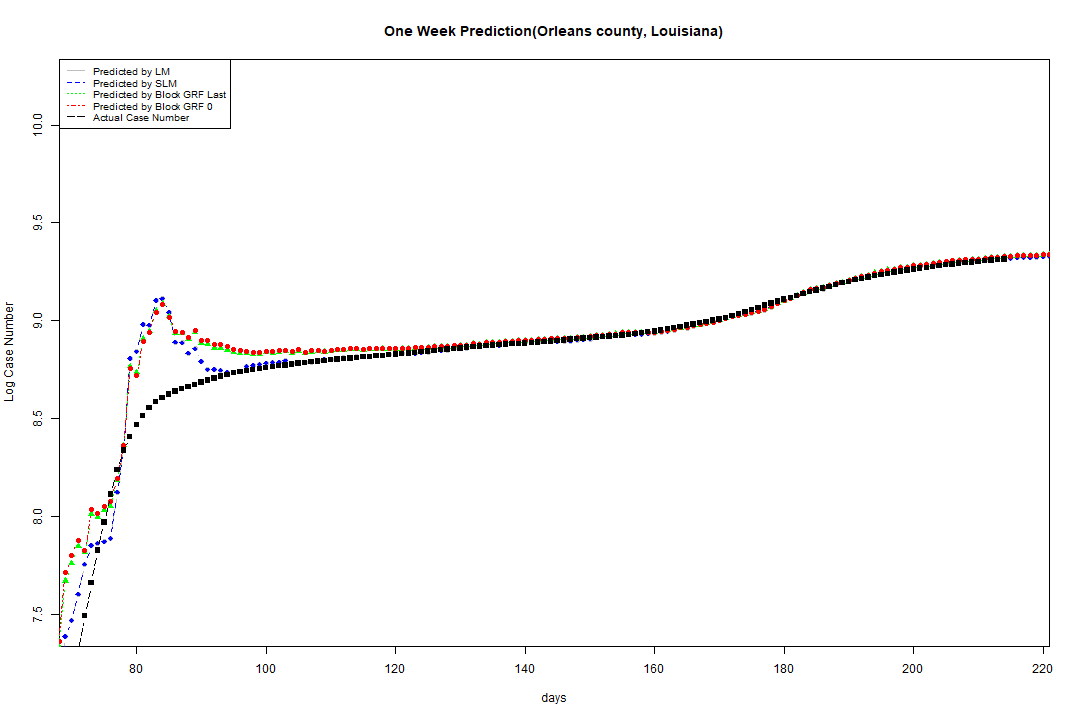 One Week Prediction(Orleans county, Louisiana)
Predicted by LM
Predicted by SLM
Predicted by Block GRF Last
Predicted by Block GRF 0
Actual Case Number
Log Case Number
10.0
9.5
9.0
8.5
8.0
7.5
80 100 120 140 160 180 200 220
days